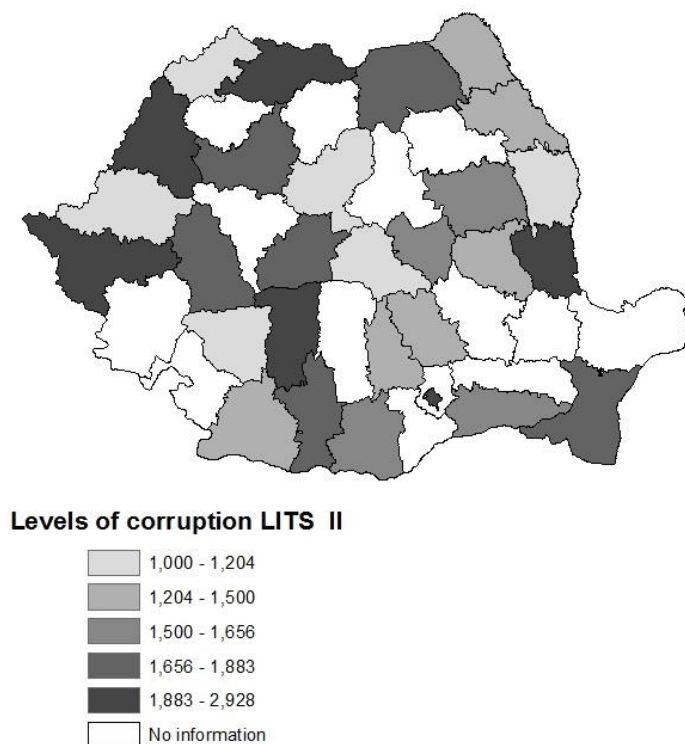 Levels of corruption LITS II
1,000 - 1,204
1,204 - 1,500
1,500 - 1,656
1,656 - 1,883
1,883 - 2,928
No information